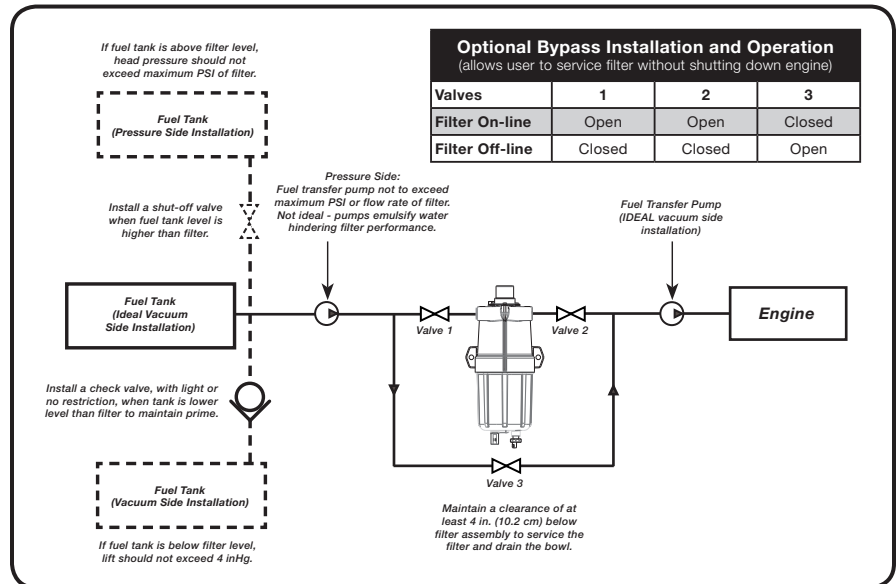 If fuel tank is above filter level,
head pressure should not
exceed maximum PSI of filter.
Fuel Tank
(Pressure Side Installation)
Optional Bypass Installation and Operation
(allows user to service filter without shutting down engine)
Valves 1 2 3
Filter On-line Open Open Closed
Filter Off-line Closed Closed Open
Install a shut-off valve
when fuel tank level is
higher than filter.
Pressure Side:
Fuel transfer pump not to exceed
maximum PSI or flow rate of filter.
Not ideal - pumps emulsify water
hindering filter performance.
Fuel Transfer Pump
(IDEAL vacuum side
installation)
Fuel Tank
(Ideal Vacuum
Side Installation)
Valve 1
Valve 2
Engine
Install a check valve, with light or
no restriction, when tank is lower
level than filter to maintain prime.
Valve 3
Fuel Tank
(Vacuum Side Installation)
Maintain a clearance of at
least 4 in. (10.2 cm) below
filter assembly to service the
filter and drain the bowl.
If fuel tank is below filter level,
lift should not exceed 4 inHg.